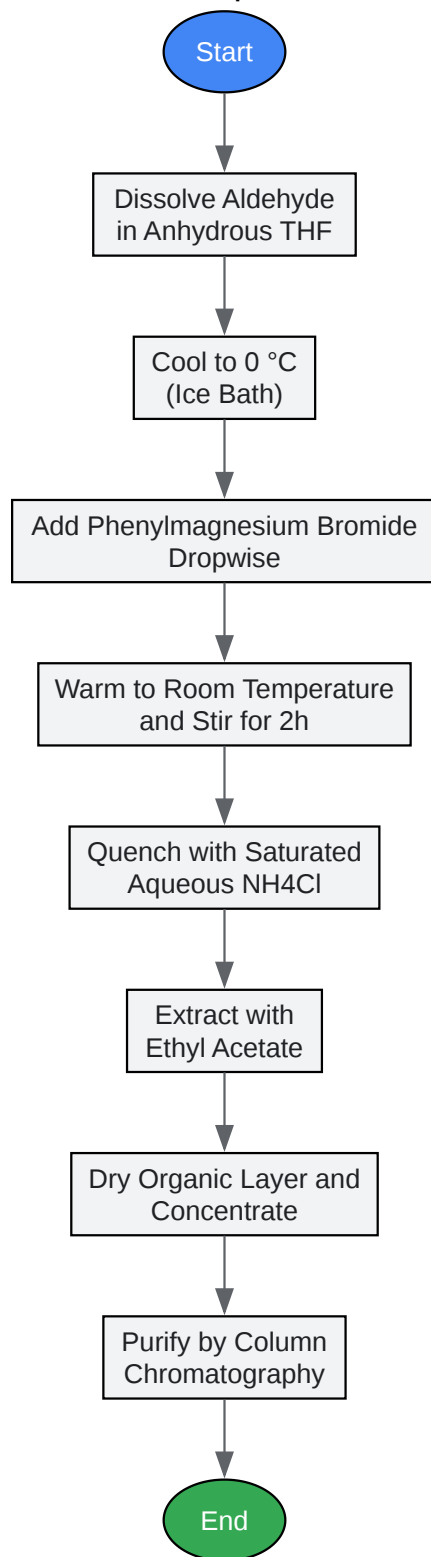 Start
Dissolve Aldehyde
in Anhydrous THF
Cool to 0 °C
(Ice Bath)
Add Phenylmagnesium Bromide
Dropwise
Warm to Room Temperature
and Stir for 2h
Quench with Saturated
Aqueous NH4Cl
Extract with
Ethyl Acetate
Dry Organic Layer and
Concentrate
Purify by Column
Chromatography
End